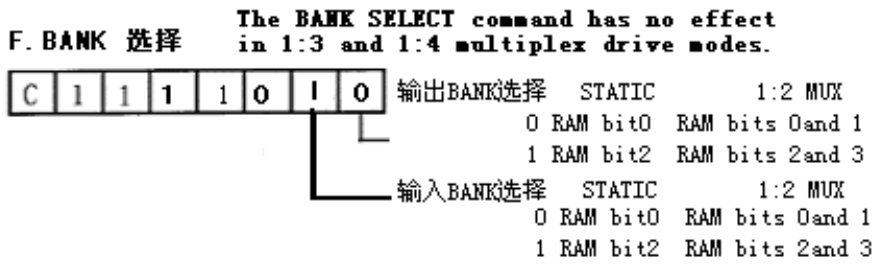 The BANK SELECT command has no effect
F. BANK 选择 in 1:3 and 1:4 multiplex drive modes.
C 1 1 1 1 0 I O 输出BANK选择 STATIC 1:2 MUX
0 RAM bit0 RAM bits 0and 1
1 RAM bit2 RAM bits 2and 3
输入BANK选择 STATIC 1:2 MUX
0 RAM bit0 RAM bits 0and 1
1 RAM bit2 RAM bits 2and 3